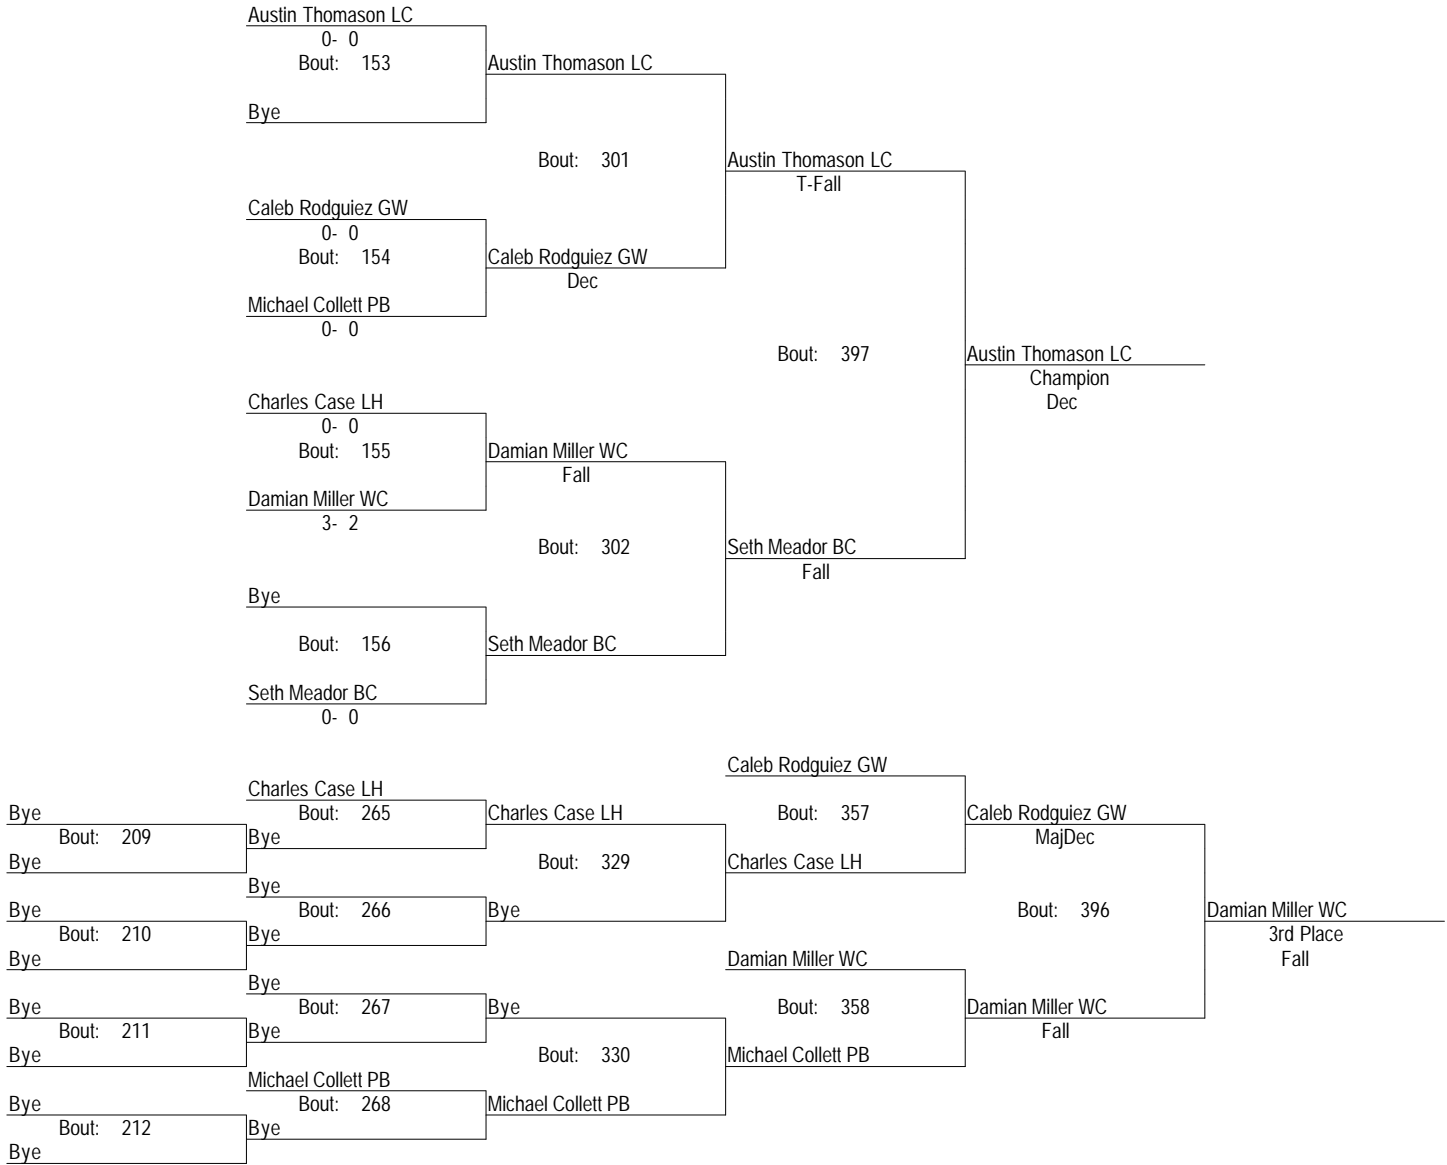 Austin Thomason LC
0- 0
Bout: 153
Austin Thomason LC
Bye
Bout: 301
Austin Thomason LC
T-Fall
Caleb Rodguiez GW
0- 0
Bout: 154
Caleb Rodguiez GW
Dec
Michael Collett PB
0- 0
Bout: 397
Austin Thomason LC
Champion
Dec
Charles Case LH
0- 0
Bout: 155
Damian Miller WC
Fall
Damian Miller WC
3- 2
Bout: 302
Seth Meador BC
Fall
Bye
Bout: 156
Seth Meador BC
Seth Meador BC
0- 0
Caleb Rodguiez GW
Charles Case LH
Bye
Bout: 265
Charles Case LH
Bout: 357
Caleb Rodguiez GW
MajDec
Bout: 209
Bye
Bye
Bout: 329
Charles Case LH
Bye
Bye
Bout: 266
Bye
Bout: 396
Damian Miller WC
3rd Place
Fall
Bout: 210
Bye
Bye
Damian Miller WC
Bye
Bye
Bout: 267
Bye
Bout: 358
Damian Miller WC
Fall
Bout: 211
Bye
Bye
Bout: 330
Michael Collett PB
Michael Collett PB
Bye
Bout: 268
Michael Collett PB
Bout: 212
Bye
Bye